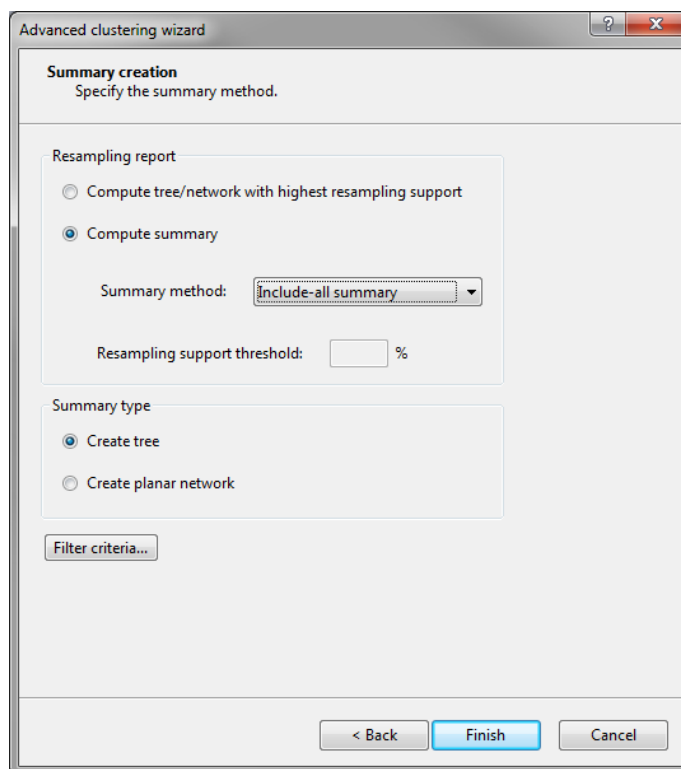 Advanced clustering wizard
?
Summary creation
Specify the summary method.
Resampling report
Compute tree/network with highest resampling support
Compute summary
Summary method: Include-all summary
Resampling support threshold: %
Summary type
Create tree
Create planar network
Filter criteria...
< Back Finish Cancel